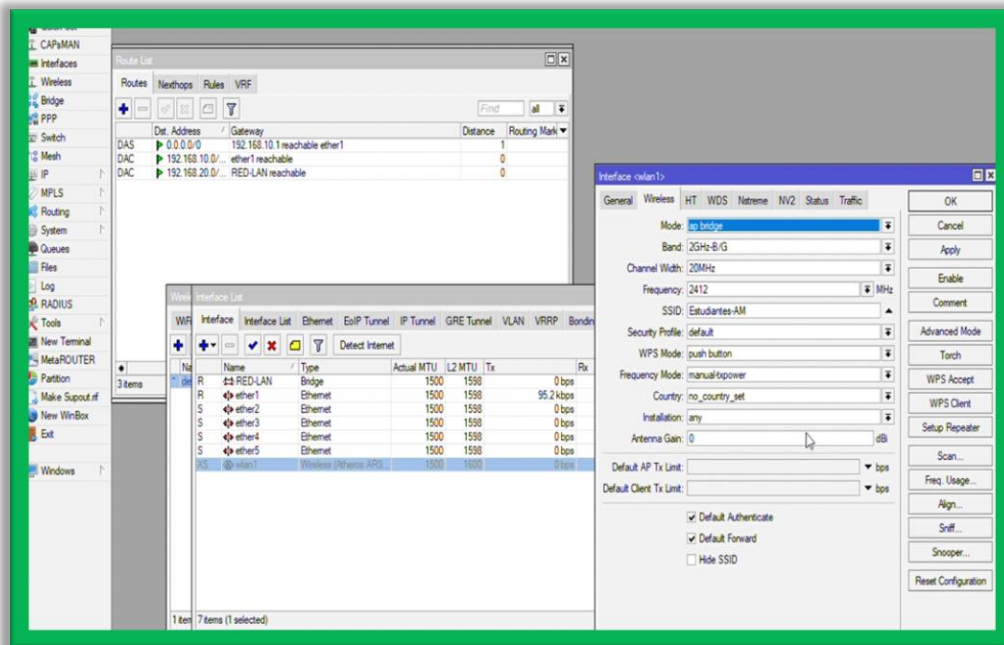 CAPsMAN
Interfaces
Wireless
Bridge
PPP
Switch
Mesh
IP
MPLS
Routing
System
Queues
Files
Log
RADIUS
Tools
New Terminal
MetaROUTER
Partition
Make Supout.rif
New WinBox
Exit
Windows
Route List
Routes Nexthops Rules VRF
Find all
Dst. Address Gateway Distance Routing Mark
DAS 0.0.0.0/0 192.168.10.1 reachable ether1 1
DAC 192.168.10.0/... ether1 reachable 0
DAC 192.168.20.0/... RED-LAN reachable 0
3 items
Interface List
Interface Interface List Ethernet EoIP Tunnel IP Tunnel GRE Tunnel VLAN VRRP
Detect Internet
Name Type Actual MTU L2 MTU Tx Rx
R RED-LAN Bridge 1500 1598 0 bps
R ether1 Ethernet 1500 1598 95.2 kbps
S ether2 Ethernet 1500 1598 0 bps
S ether3 Ethernet 1500 1598 0 bps
S ether4 Ethernet 1500 1598 0 bps
S ether5 Ethernet 1500 1598 0 bps
XS wlan1 Wireless (Atheros AR9... 1500 1600 0 bps
7 items (1 selected)
Interface <wlan1>
General Wireless HT WDS Nstreme NV2 Status Traffic
Mode: ap bridge
Band: 2GHz-B/G
Channel Width: 20MHz
Frequency: 2412 MHz
SSID: Estudiantes-AM
Security Profile: default
WPS Mode: push button
Frequency Mode: manual-txpower
Country: no_country_set
Installation: any
Antenna Gain: 0 dBi
Default AP Tx Limit: bps
Default Client Tx Limit: bps
Default Authenticate
Default Forward
Hide SSID
OK
Cancel
Apply
Enable
Comment
Advanced Mode
Torch
WPS Accept
WPS Client
Setup Repeater
Scan...
Freq. Usage...
Align...
Sniff...
Snooper...
Reset Configuration